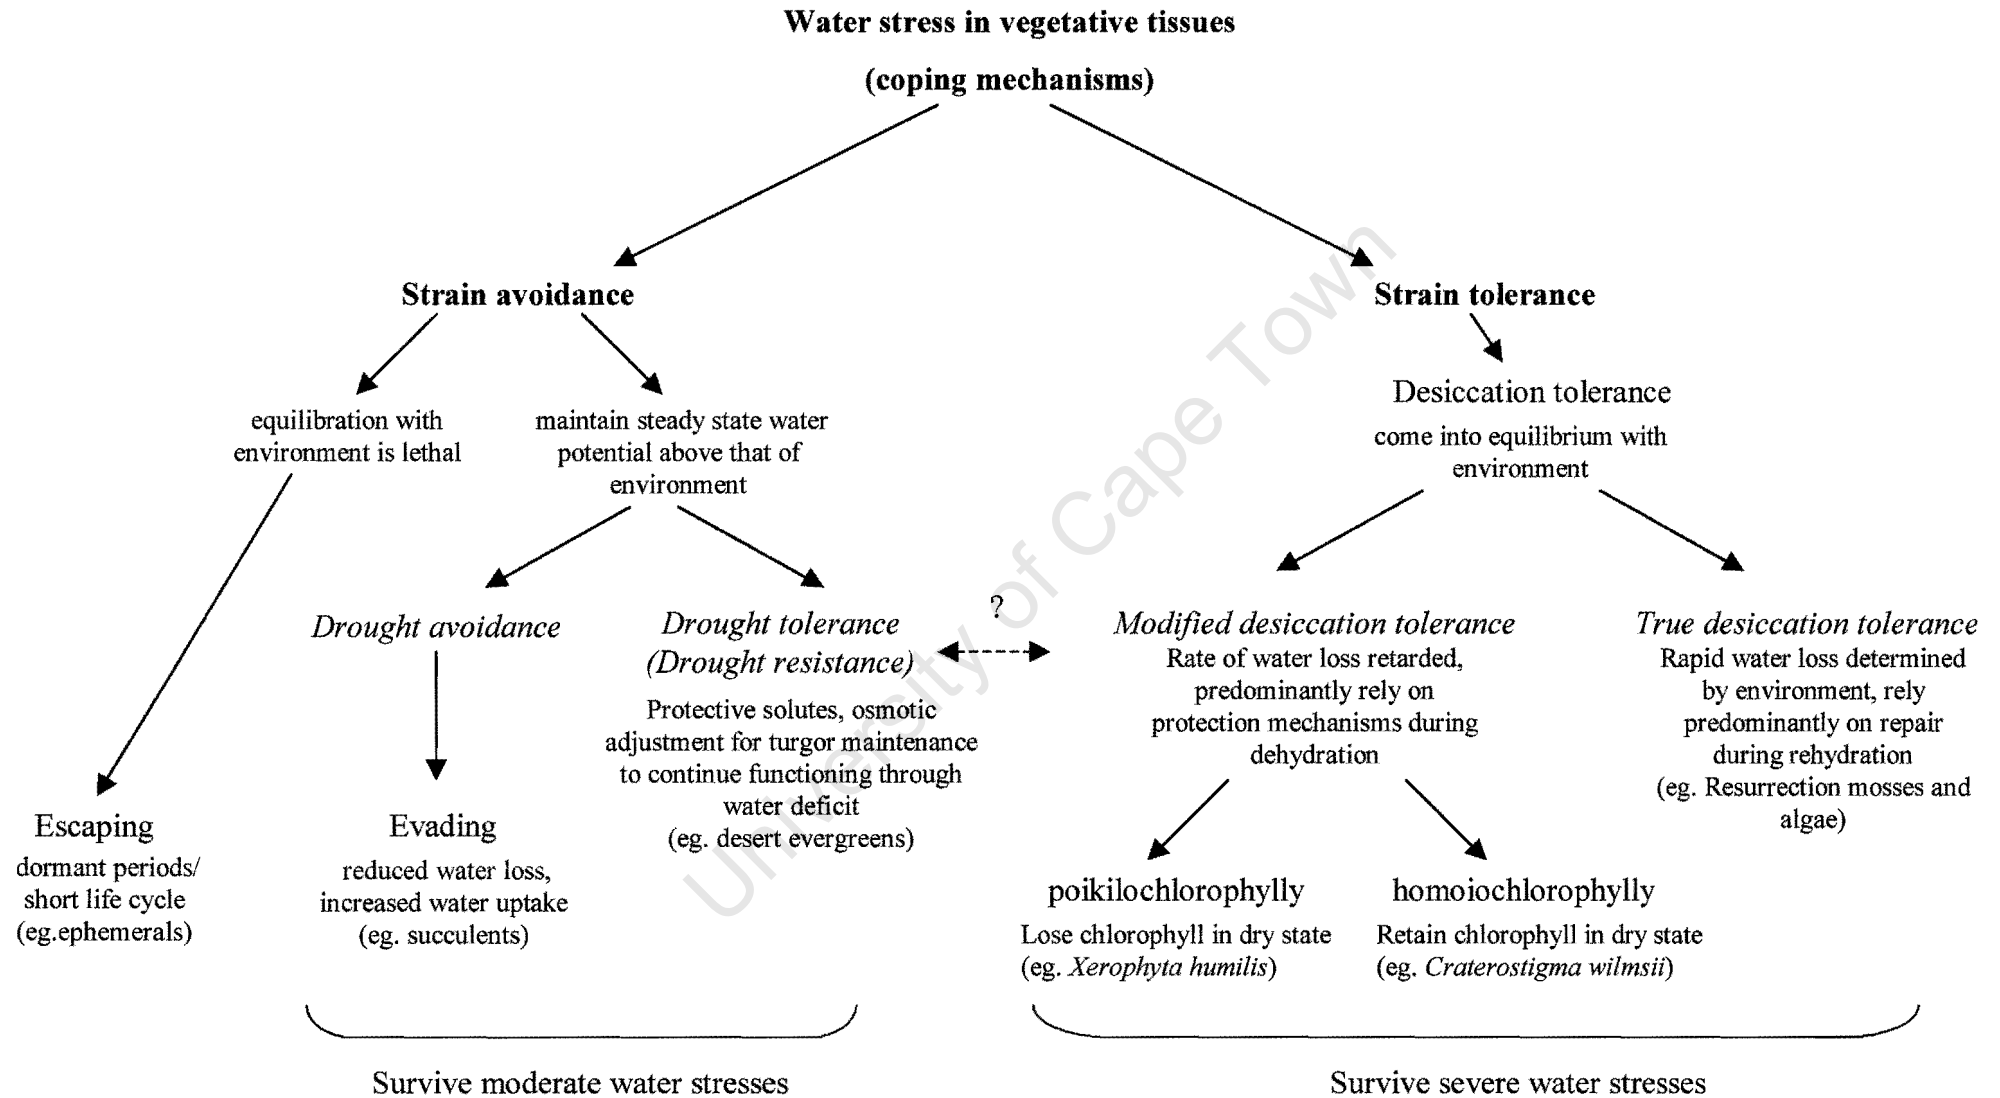 Water stress in vegetative tissues
(coping mechanisms)
Strain avoidance
Strain tolerance
equilibration with
environment is lethal
maintain steady state water
potential above that of
environment
Desiccation tolerance
come into equilibrium with
environment
Drought avoidance
Drought tolerance
(Drought resistance)
Protective solutes, osmotic
adjustment for turgor maintenance
to continue functioning through
water deficit
(eg. desert evergreens)
?
Modified desiccation tolerance
Rate of water loss retarded,
predominantly rely on
protection mechanisms during
dehydration
True desiccation tolerance
Rapid water loss determined
by environment, rely
predominantly on repair
during rehydration
(eg. Resurrection mosses and
algae)
Escaping
dormant periods/
short life cycle
(eg.ephemerals)
Evading
reduced water loss,
increased water uptake
(eg. succulents)
poikilochlorophylly
Lose chlorophyll in dry state
(eg. Xerophyta humilis)
homoiochlorophylly
Retain chlorophyll in dry state
(eg. Craterostigma wilmsii)
Survive moderate water stresses
Survive severe water stresses
University of Cape Town